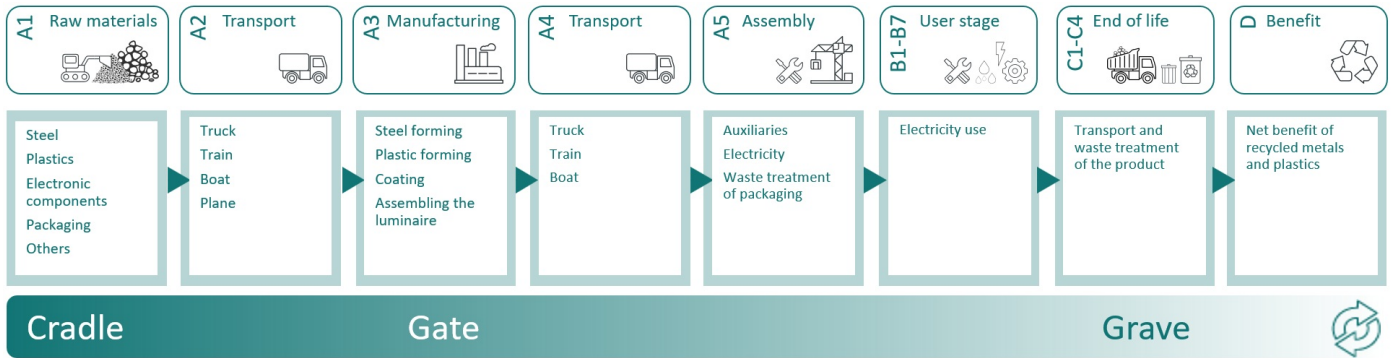 A1 Raw materials
A2 Transport
A3 Manufacturing
A4 Transport
A5 Assembly
B1-B7 User stage
C1-C4 End of life
D Benefit
Steel
Plastics
Electronic
components
Packaging
Others
Truck
Train
Boat
Plane
Steel forming
Plastic forming
Coating
Assembling the
luminaire
Truck
Train
Boat
Auxiliaries
Electricity
Waste treatment
of packaging
Electricity use
Transport and
waste treatment
of the product
Net benefit of
recycled metals
and plastics
Cradle
Gate
Grave